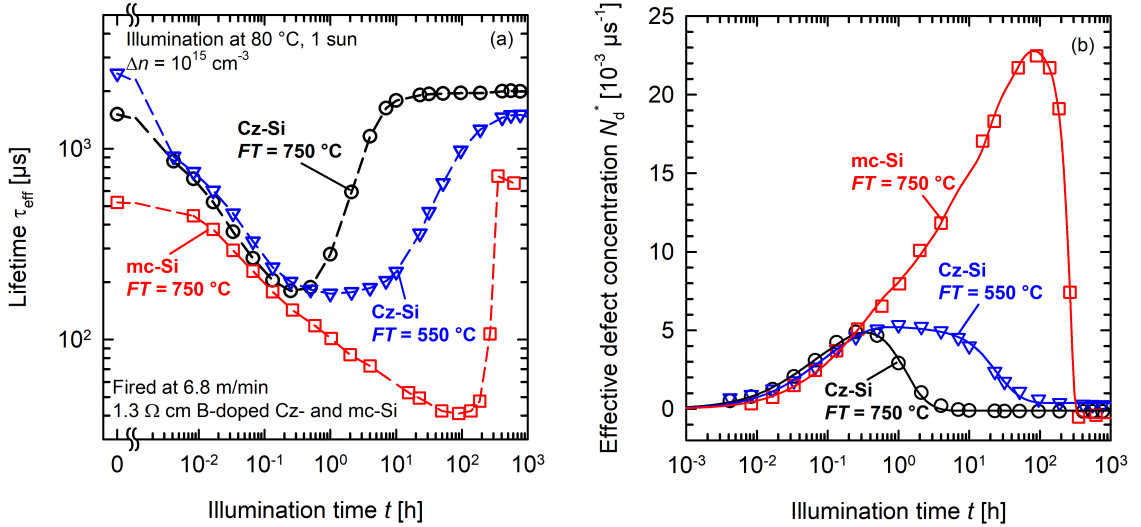 Illumination at 80 °C, 1 sun
Δn = 10¹⁵ cm⁻³
(a)
Cz-Si
FT = 750 °C
mc-Si
FT = 750 °C
Cz-Si
FT = 550 °C
Fired at 6.8 m/min
1.3 Ω cm B-doped Cz- and mc-Si
Lifetime τeff [µs]
10³
10²
0
10⁻²
10⁻¹
10⁰
10¹
10²
10³
Illumination time t [h]
(b)
mc-Si
FT = 750 °C
Cz-Si
FT = 550 °C
Cz-Si
FT = 750 °C
Effective defect concentration Nd* [10⁻³ µs⁻¹]
25
20
15
10
5
0
10⁻³
10⁻²
10⁻¹
10⁰
10¹
10²
10³
Illumination time t [h]